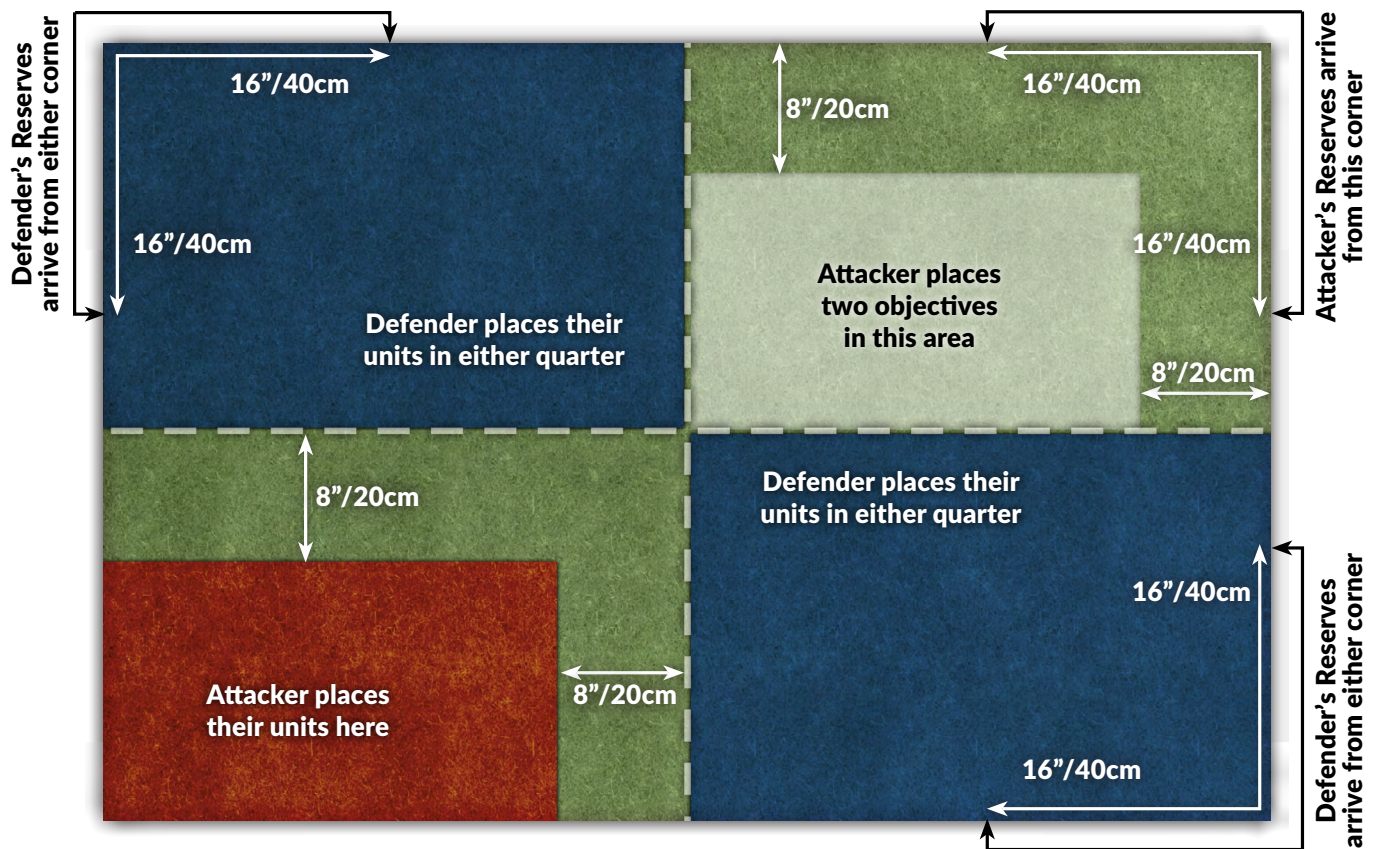 Defender’s Reserves
arrive from either corner
16”/40cm
16”/40cm
Defender places their
units in either quarter
8”/20cm
16”/40cm
16”/40cm
8”/20cm
Attacker places
two objectives
in this area
Attacker’s Reserves arrive
from this corner
8”/20cm
8”/20cm
Attacker places
their units here
Defender places their
units in either quarter
16”/40cm
16”/40cm
Defender’s Reserves
arrive from either corner